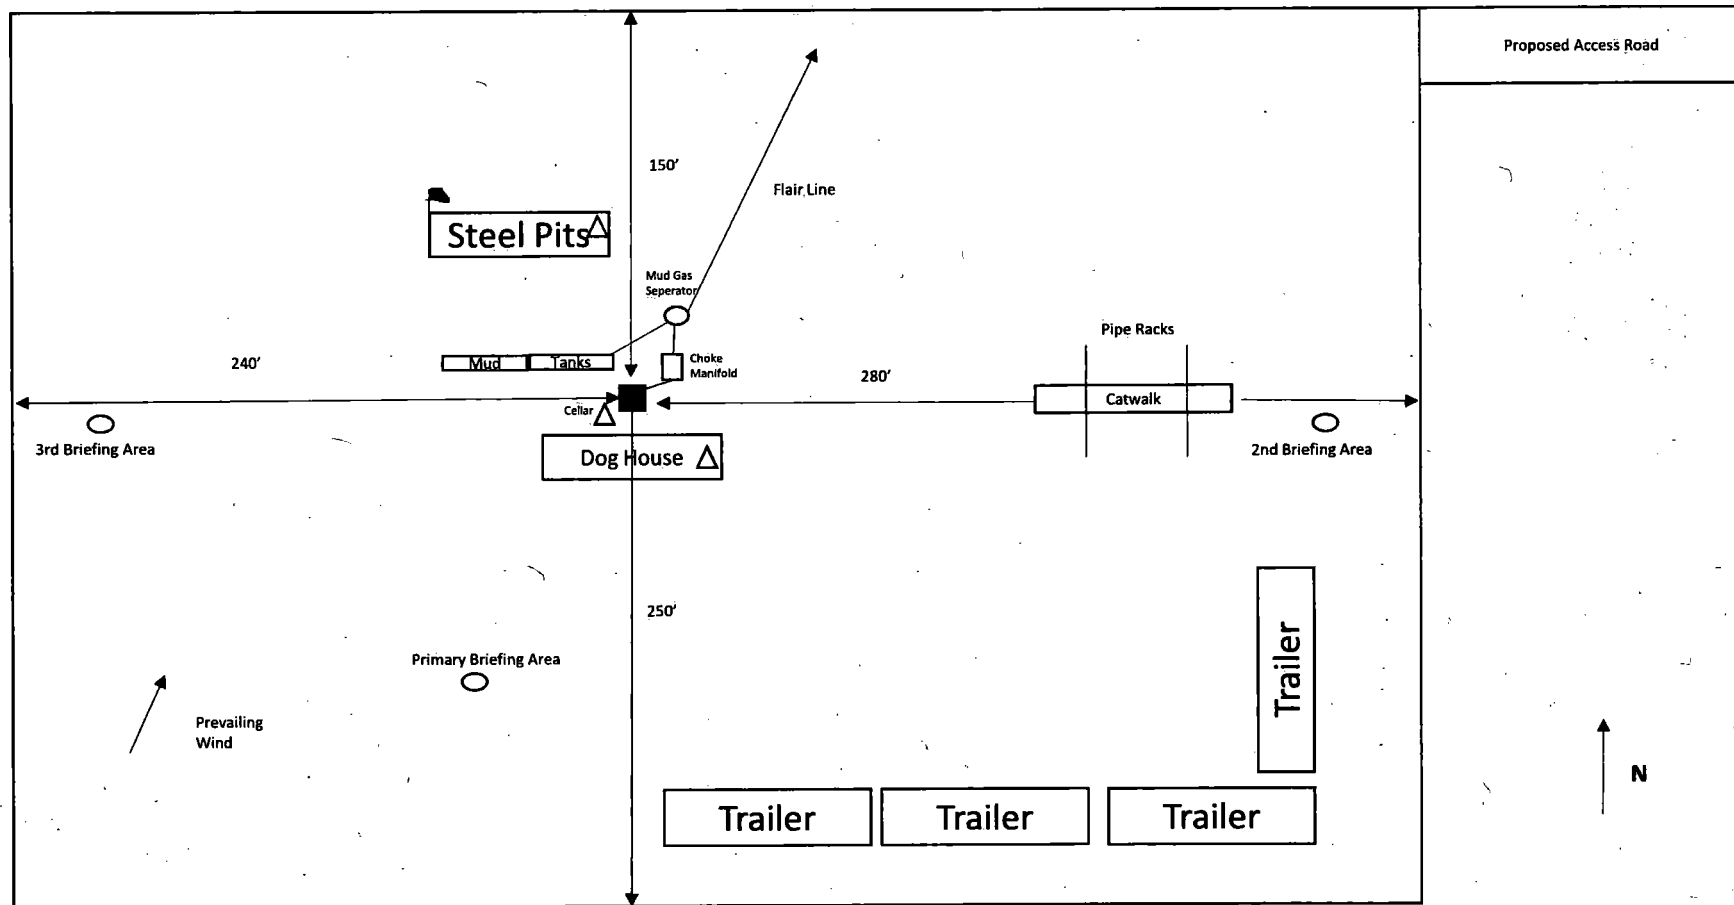 Proposed Access Road
150'
Flair Line
Steel Pits
Mud Gas
Seperator
Pipe Racks
240'
Mud
Tanks
Choke
Manifold
280'
Catwalk
Cellar
3rd Briefing Area
Dog House
2nd Briefing Area
250'
Primary Briefing Area
Trailer
Prevailing
Wind
N
Trailer
Trailer
Trailer